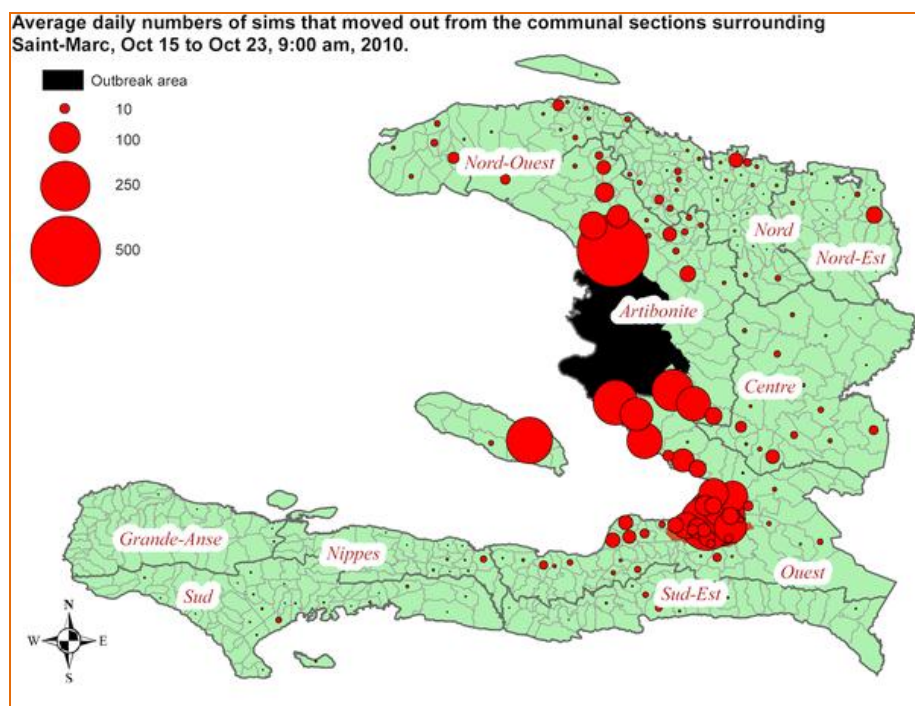 Average daily numbers of sims that moved out from the communal sections surrounding
Saint-Marc, Oct 15 to Oct 23, 9:00 am, 2010.
Outbreak area
10
100
250
500
Nord-Ouest
Nord
Nord-Est
Artibonite
Centre
Grande-Anse
Nippes
Sud
Sud-Est
Ouest
N
W E
S